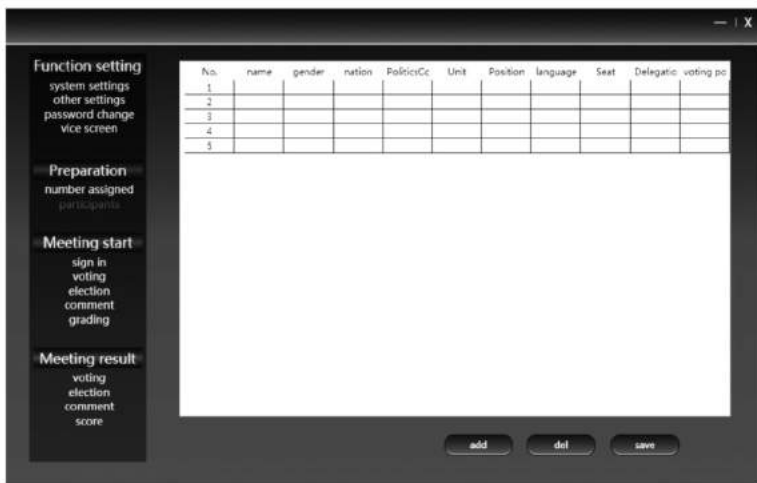 — | X
Function setting
system settings
other settings
password change
vice screen
Preparation
number assigned
participants
Meeting start
sign in
voting
election
comment
grading
Meeting result
voting
election
comment
score
No. name gender nation PoliticsCc Unit Position language Seat Delegatio voting po
1
2
3
4
5
add del save